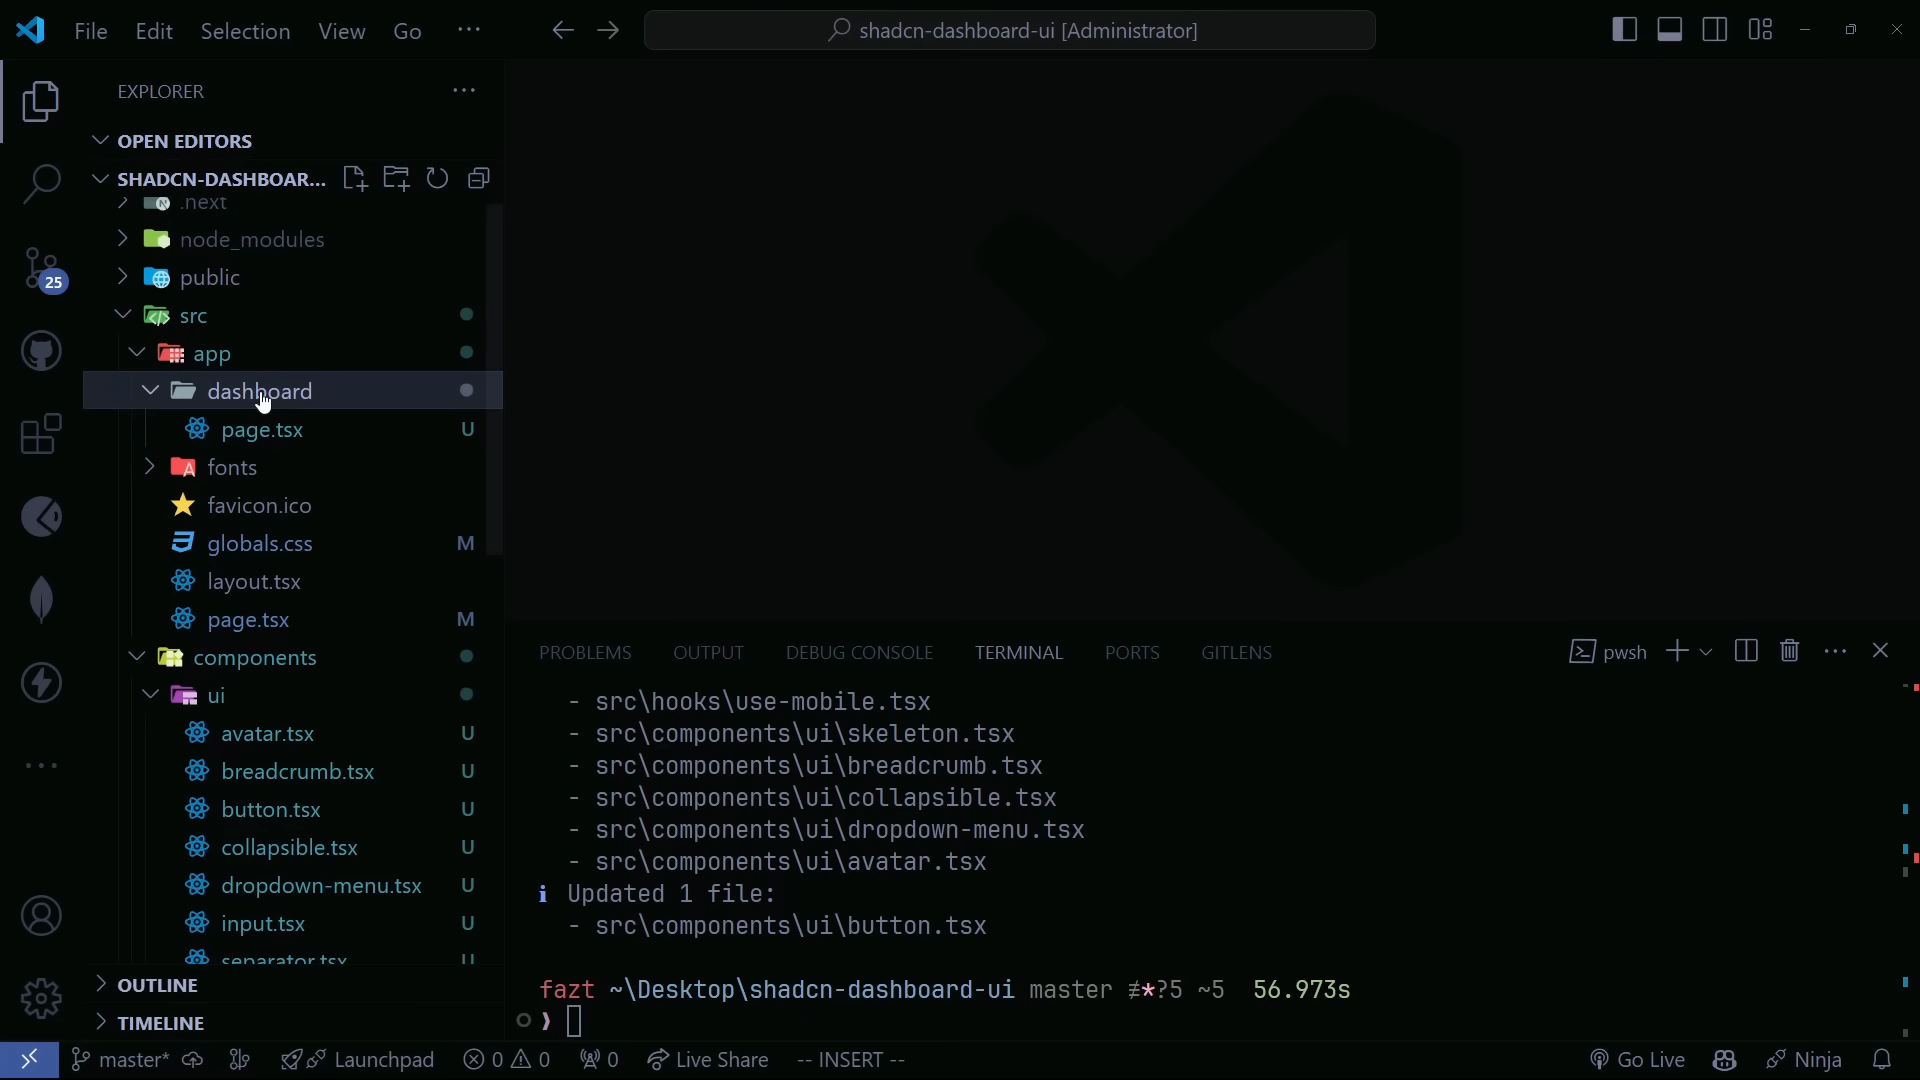 File Edit Selection View Go ···
shadcn-dashboard-ui [Administrator]
EXPLORER
OPEN EDITORS
SHADCN-DASHBOAR...
.next
node_modules
public
src
app
dashboard
page.tsx U
fonts
favicon.ico
globals.css M
layout.tsx
page.tsx M
components
ui
avatar.tsx U
breadcrumb.tsx U
button.tsx U
collapsible.tsx U
dropdown-menu.tsx U
input.tsx U
separator.tsx U
OUTLINE
TIMELINE
25
PROBLEMS OUTPUT DEBUG CONSOLE TERMINAL PORTS GITLENS
pwsh
- src\hooks\use-mobile.tsx
- src\components\ui\skeleton.tsx
- src\components\ui\breadcrumb.tsx
- src\components\ui\collapsible.tsx
- src\components\ui\dropdown-menu.tsx
- src\components\ui\avatar.tsx
i Updated 1 file:
- src\components\ui\button.tsx
fazt ~\Desktop\shadcn-dashboard-ui master ≢*?5 ~5 56.973s
❯
master* Launchpad 0 0 0 Live Share -- INSERT -- Go Live Ninja